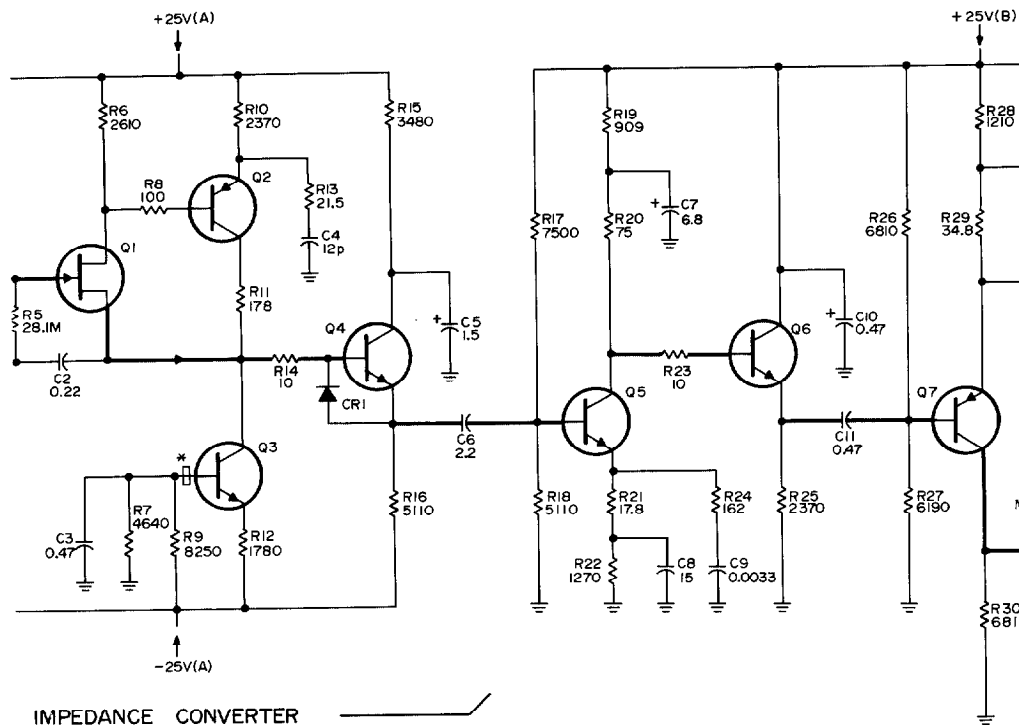 +25V(A)
+25V(B)
R6
2610
R10
2370
R15
3480
R19
909
R28
1210
R8
100
Q2
R13
21.5
C4
12p
R17
7500
R20
75
C7
6.8
+
R26
6810
R29
34.8
Q1
R5
28.1M
R11
178
Q4
+
C5
1.5
Q6
+
C10
0.47
C2
0.22
R14
10
CR1
R23
10
Q5
Q7
C6
2.2
C11
0.47
*
Q3
C3
0.47
R7
4640
R9
8250
R12
1780
R16
5110
R18
5110
R21
17.8
R24
162
R25
2370
R27
6190
R22
1270
C8
15
C9
0.0033
R30
681
-25V(A)
IMPEDANCE CONVERTER